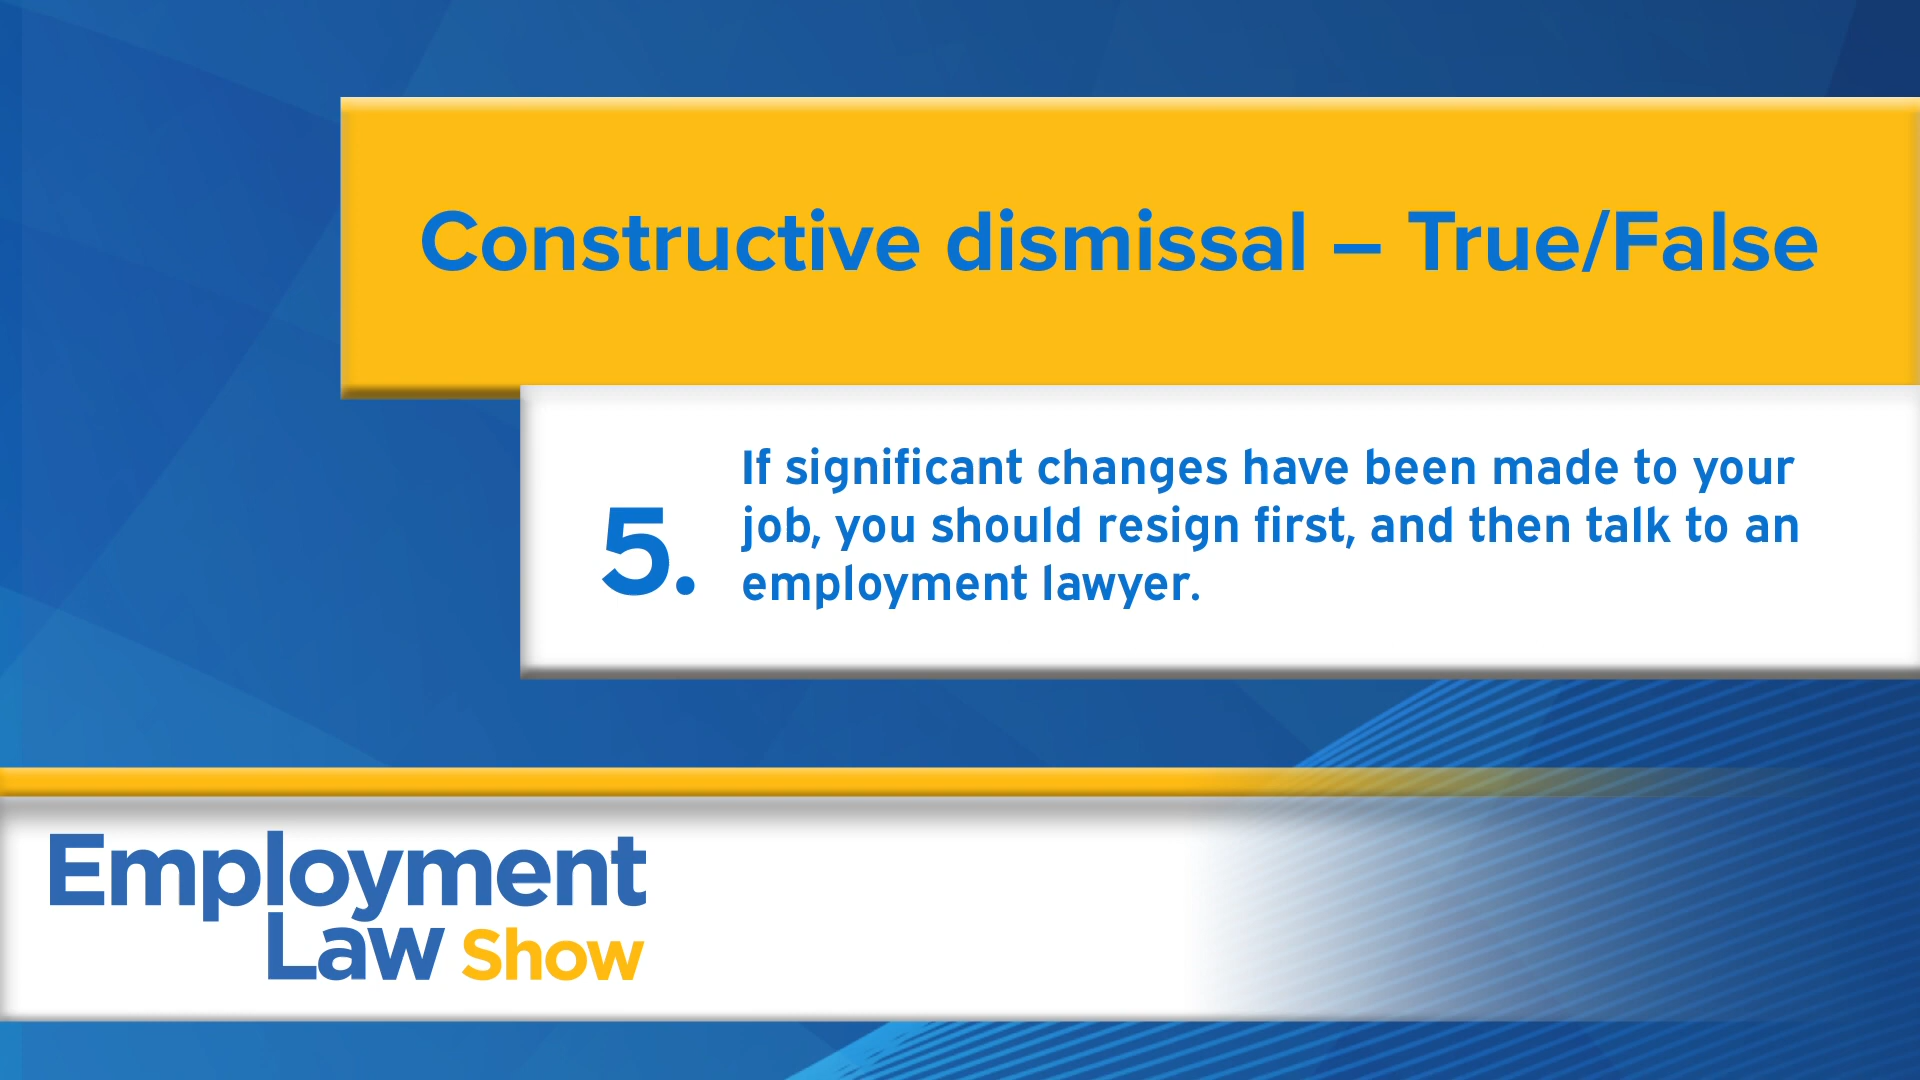 Constructive dismissal – True/False
5.
If significant changes have been made to your
job, you should resign first, and then talk to an
employment lawyer.
Employment
Law Show